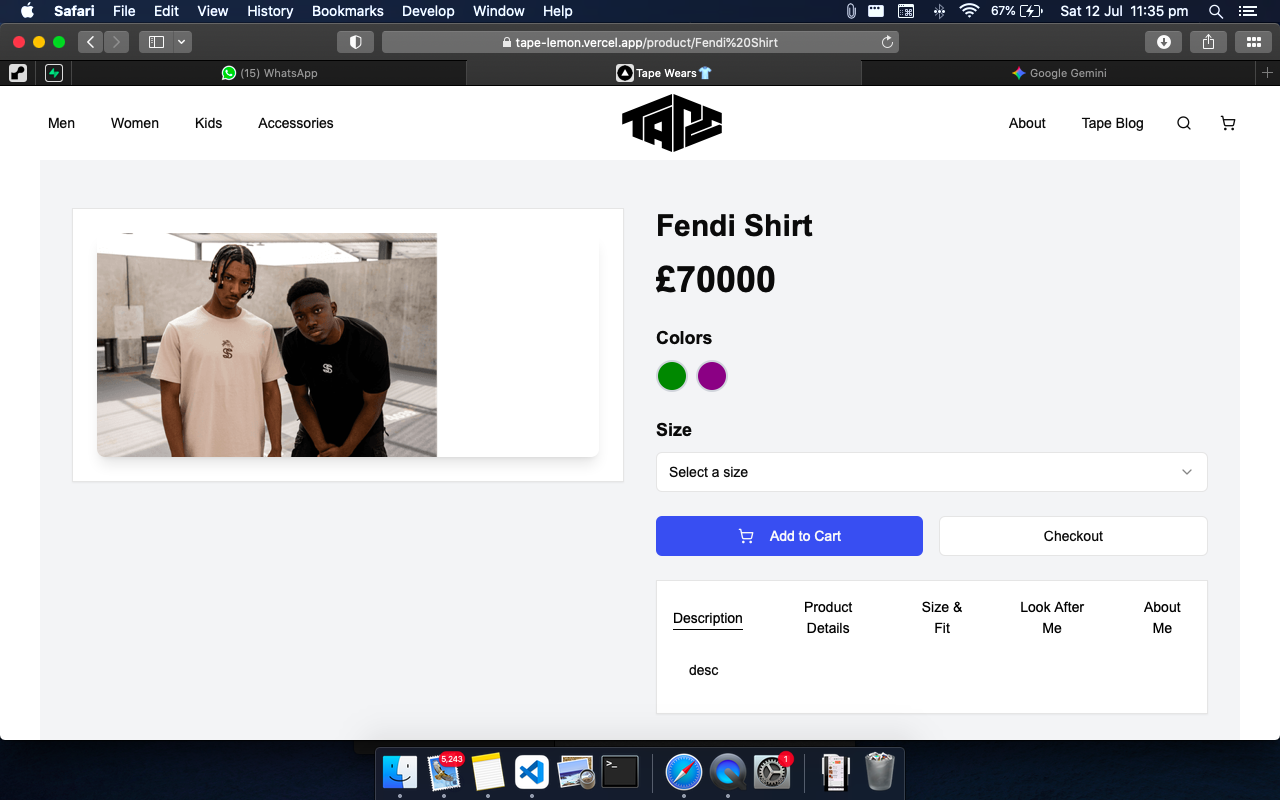 Safari File Edit View History Bookmarks Develop Window Help 67% Sat 12 Jul 11:35 pm
tape-lemon.vercel.app/product/Fendi%20Shirt
(15) WhatsApp Tape Wears👕 Google Gemini
Men Women Kids Accessories TAPE About Tape Blog
Fendi Shirt
£70000
Colors
Size
Select a size
Add to Cart Checkout
Description Product Details Size & Fit Look After Me About Me
desc
5,243 1